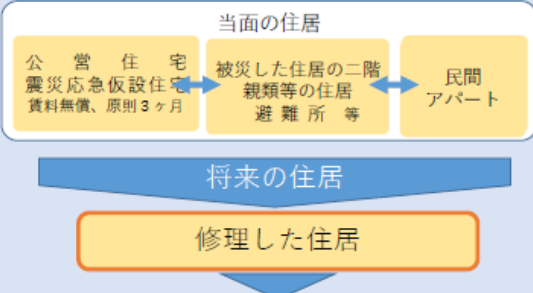 当面の住居
公営住宅
震災応急仮設住宅
賃料無償、原則3ヶ月
被災した住居の二階
親類等の住居
避難所等
民間
アパート
将来の住居
修理した住居